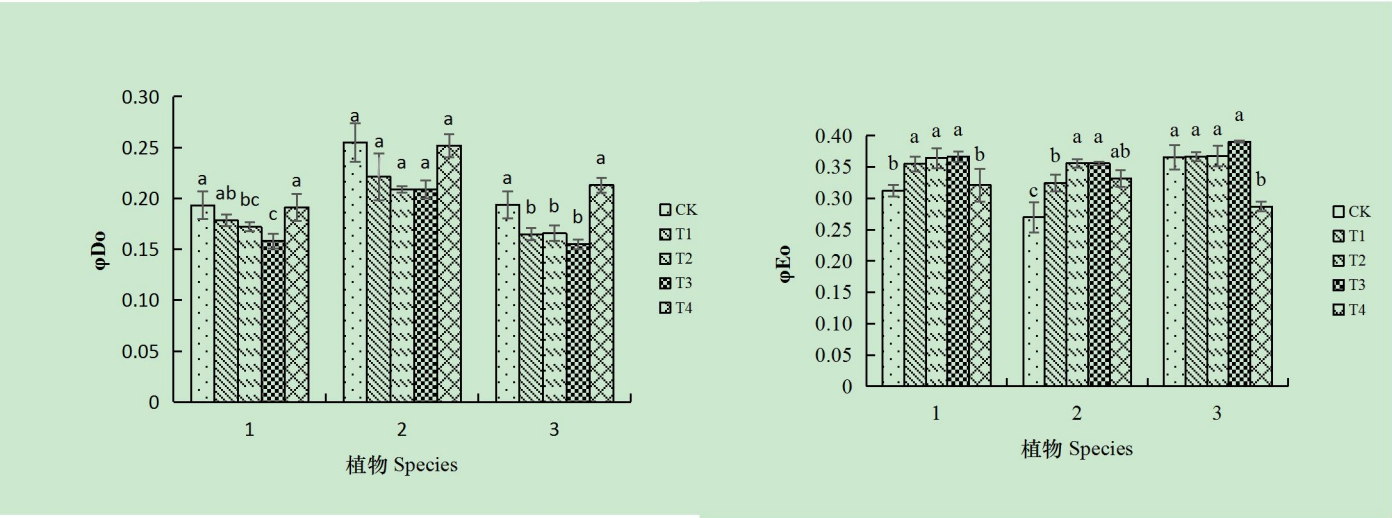 0.30
0.25
0.20
0.15
0.10
0.05
0
φDo
a ab bc c a
a a a a a
a b b b a
1 2 3
植物 Species
CK
T1
T2
T3
T4
0.40
0.35
0.30
0.25
0.20
0.15
0.10
0.05
0
φEo
b a a a b
c b a a ab
a a a a b
1 2 3
植物 Species
CK
T1
T2
T3
T4